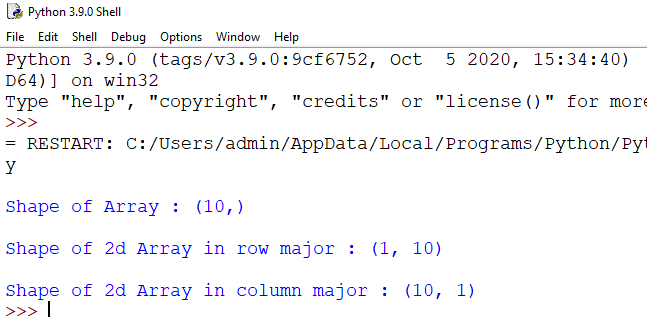 Python 3.9.0 Shell
File Edit Shell Debug Options Window Help
Python 3.9.0 (tags/v3.9.0:9cf6752, Oct  5 2020, 15:34:40)
D64)] on win32
Type "help", "copyright", "credits" or "license()" for more
>>>
= RESTART: C:/Users/admin/AppData/Local/Programs/Python/Pyt
y
Shape of Array : (10,)
Shape of 2d Array in row major : (1, 10)
Shape of 2d Array in column major : (10, 1)
>>>